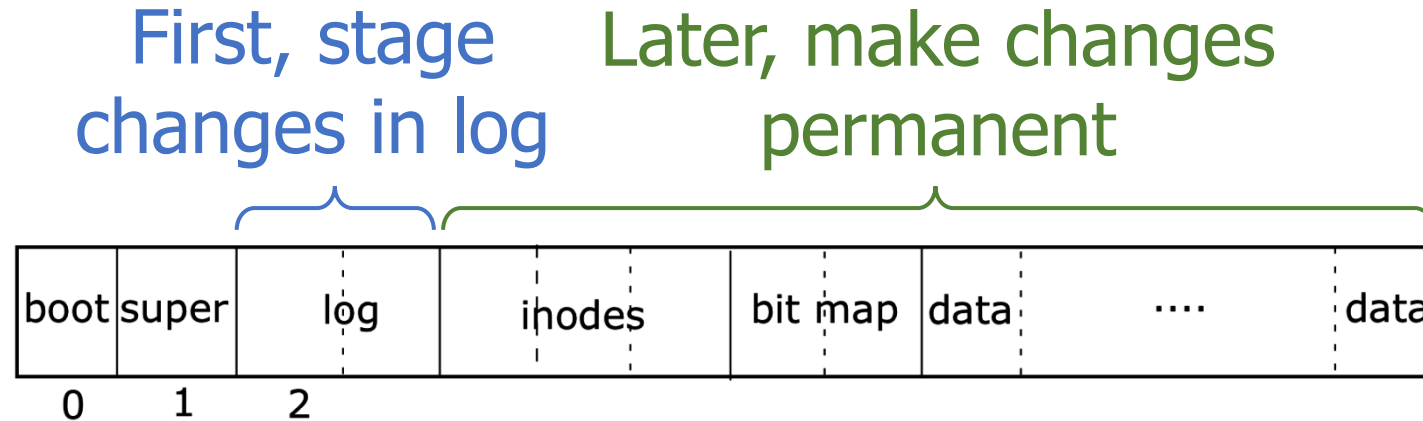 First, stage
changes in log
Later, make changes
permanent
boot super log inodes bit map data .... data
0 1 2